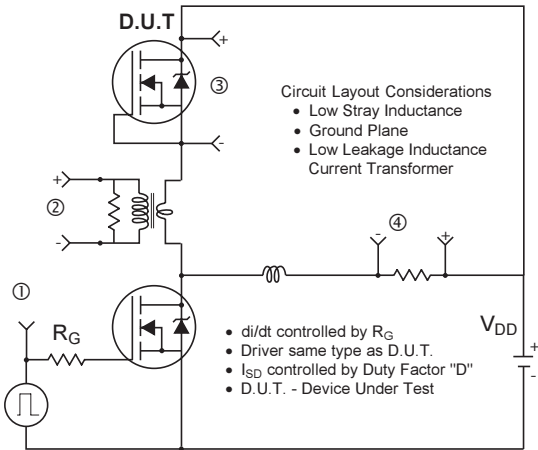 D.U.T
+
③
-
Circuit Layout Considerations
• Low Stray Inductance
• Ground Plane
• Low Leakage Inductance
Current Transformer
+
②
-
-
④
+
①
R_G
• di/dt controlled by R_G
• Driver same type as D.U.T.
• I_SD controlled by Duty Factor "D"
• D.U.T. - Device Under Test
V_DD
+
-